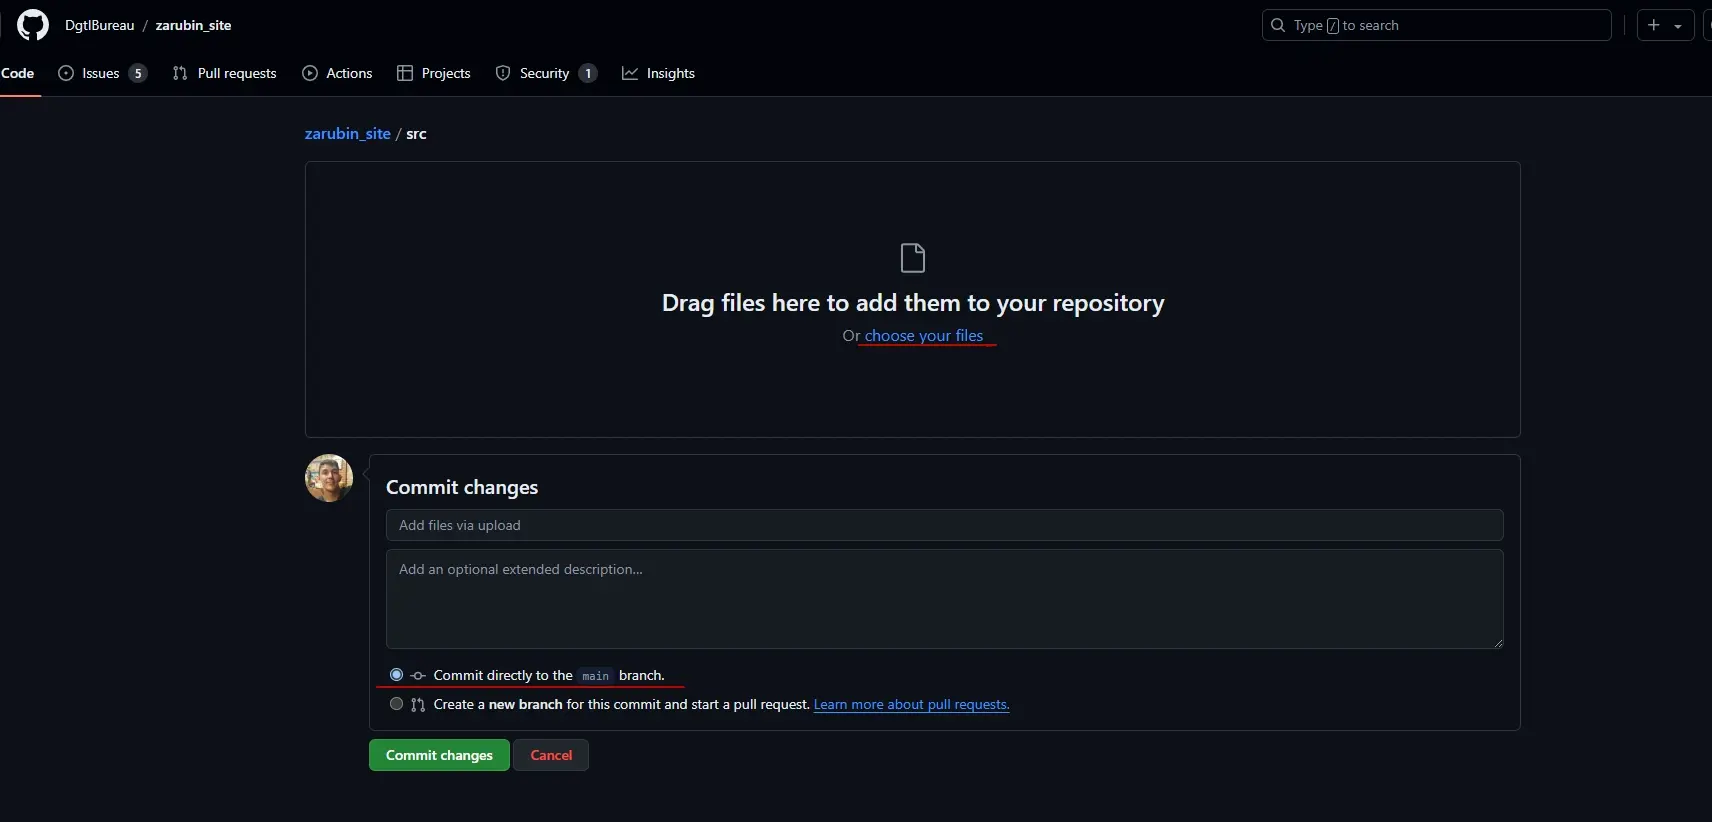 DgtlBureau / zarubin_site
Type / to search
Code Issues 5 Pull requests Actions Projects Security 1 Insights
zarubin_site / src
Drag files here to add them to your repository
Or choose your files
Commit changes
Add files via upload
Add an optional extended description...
Commit directly to the main branch.
Create a new branch for this commit and start a pull request. Learn more about pull requests.
Commit changes Cancel